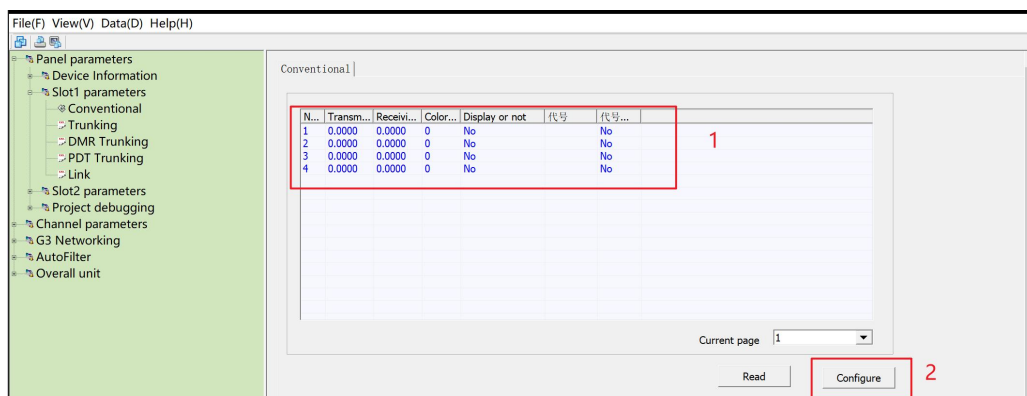 File(F) View(V) Data(D) Help(H)
Panel parameters
Device Information
Slot1 parameters
Conventional
Trunking
DMR Trunking
PDT Trunking
Link
Slot2 parameters
Project debugging
Channel parameters
G3 Networking
AutoFilter
Overall unit
Conventional
N... Transm... Receivi... Color... Display or not 代号 代号...
1 0.0000 0.0000 0 No No
2 0.0000 0.0000 0 No No
3 0.0000 0.0000 0 No No
4 0.0000 0.0000 0 No No
1
Current page 1
Read Configure 2